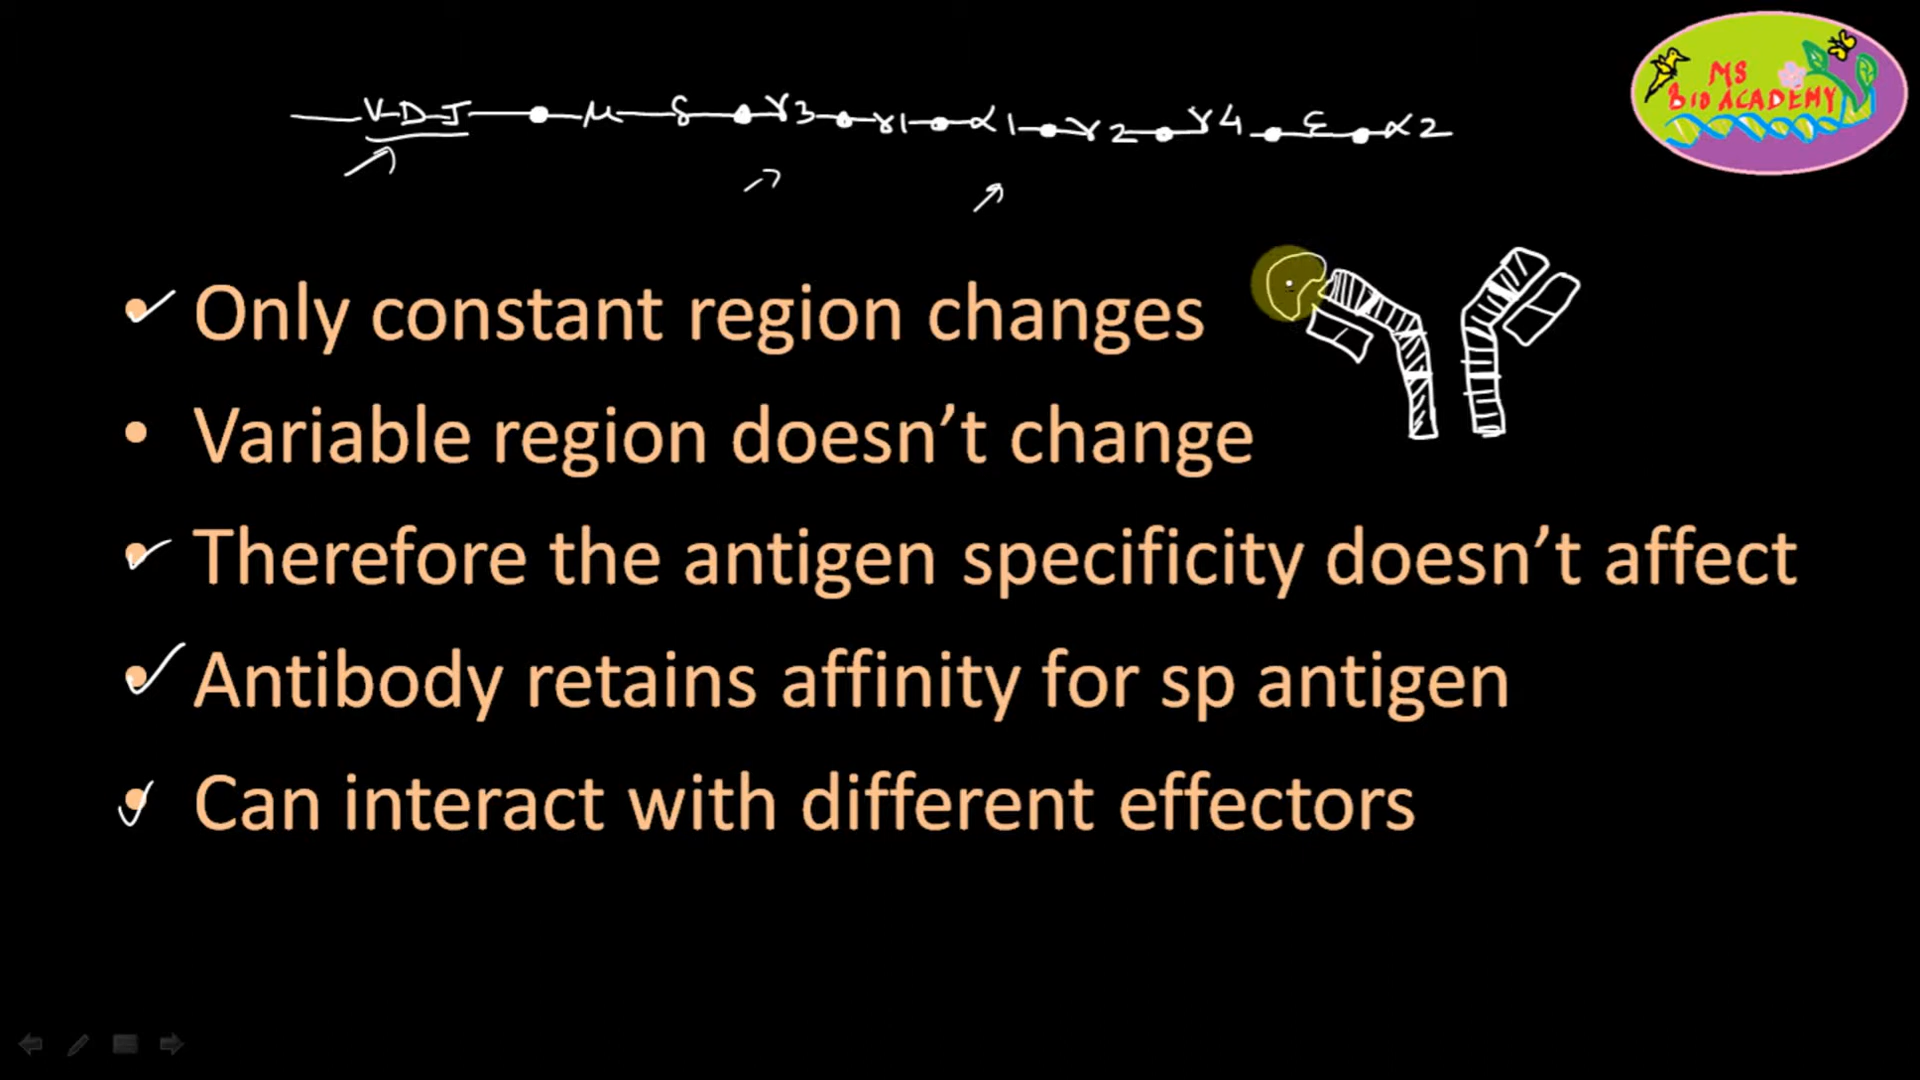 V D J μ δ γ3 γ1 α1 γ2 γ4 ε α2
MS
BIO ACADEMY
• Only constant region changes
• Variable region doesn’t change
• Therefore the antigen specificity doesn’t affect
• Antibody retains affinity for sp antigen
• Can interact with different effectors